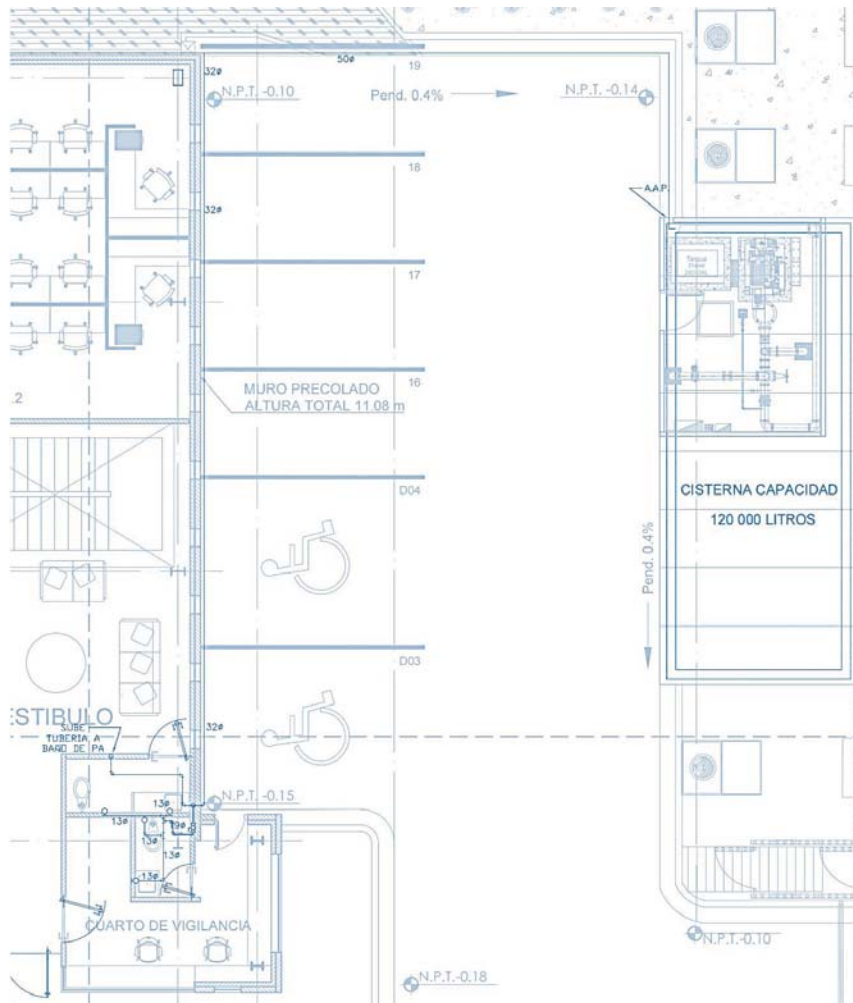 50ø
19
32ø
N.P.T. -0.10
Pend. 0.4%
N.P.T. -0.14
18
A.A.P.
32ø
17
16
MURO PRECOLADO
ALTURA TOTAL 11.08 m
.2
D04
CISTERNA CAPACIDAD
120 000 LITROS
Pend. 0.4%
D03
ESTIBULO
SUBE
TUBERIA A
BAÑO DE PA
32ø
N.P.T. -0.15
13ø
13ø
19ø
13ø
13ø
13ø
CUARTO DE VIGILANCIA
N.P.T. -0.10
N.P.T.-0.18